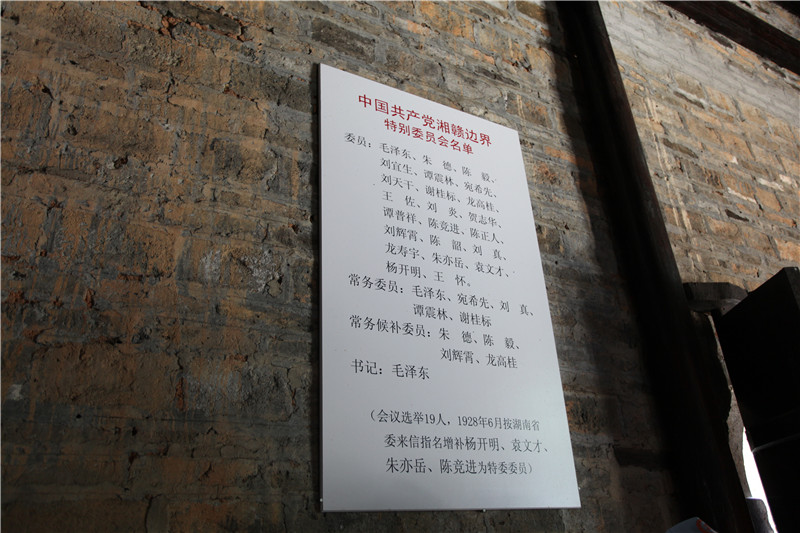 中国共产党湘赣边界
特别委员会名单
委员：毛泽东、朱　德、陈　毅、
刘宜生、谭震林、宛希先、
刘天干、谢桂标、龙高桂、
王　佐、刘　炎、贺志华、
谭普祥、陈竞进、陈正人、
刘辉霄、陈　韶、刘　真、
龙寿宇、朱亦岳、袁文才、
杨开明、王　怀。
常务委员：毛泽东、宛希先、刘　真、
谭震林、谢桂标
常务候补委员：朱　德、陈　毅、
刘辉霄、龙高桂
书记：毛泽东
（会议选举19人，1928年6月按湖南省
委来信指名增补杨开明、袁文才、
朱亦岳、陈竞进为特委委员）